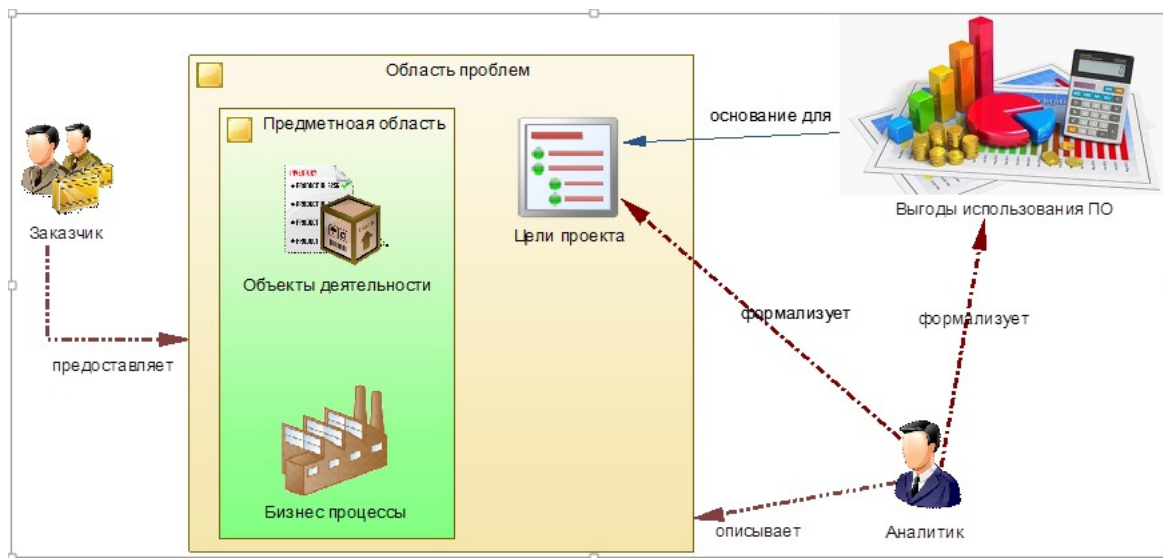 Область проблем
Предметноая область
основание для
INVENTORY
Выгоды использования ПО
Заказчик
Цели проекта
Объекты деятельности
формализует
формализует
предоставляет
Бизнес процессы
описывает
Аналитик